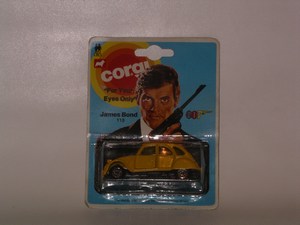 corgi
"For Your
Eyes Only"
James Bond
007